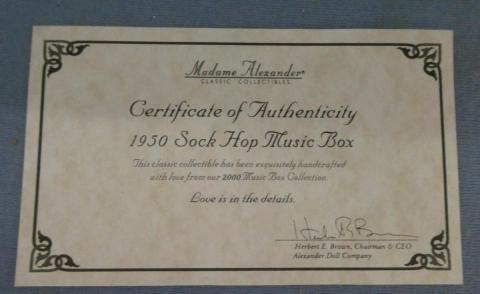 Madame Alexander®
CLASSIC COLLECTIBLES
Certificate of Authenticity
1950 Sock Hop Music Box
This classic collectible has been exquisitely handcrafted
with love from our 2000 Music Box Collection.
Love is in the details.
Herbert E. Brown, Chairman & CEO
Alexander Doll Company